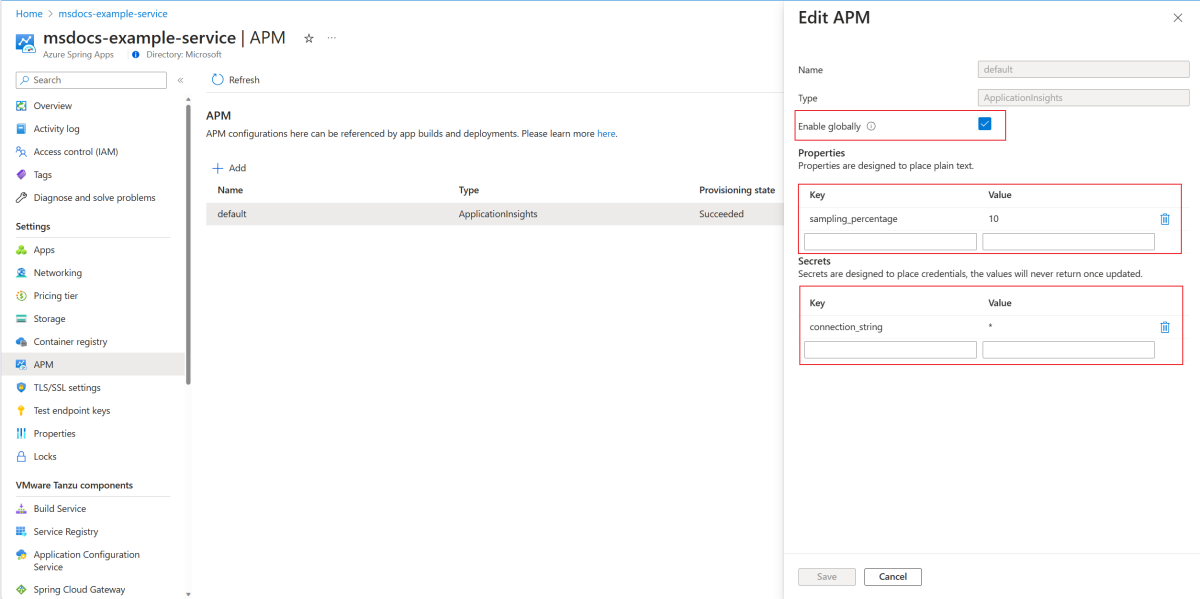 Home > msdocs-example-service
msdocs-example-service | APM ☆ ···
Azure Spring Apps Directory: Microsoft
Search «
Overview
Activity log
Access control (IAM)
Tags
Diagnose and solve problems
Settings
Apps
Networking
Pricing tier
Storage
Container registry
APM
TLS/SSL settings
Test endpoint keys
Properties
Locks
VMware Tanzu components
Build Service
Service Registry
Application Configuration
Service
Spring Cloud Gateway
Refresh
APM
APM configurations here can be referenced by app builds and deployments. Please learn more here.
+ Add
Name Type Provisioning state
default ApplicationInsights Succeeded
Edit APM
Name default
Type ApplicationInsights
Enable globally
Properties
Properties are designed to place plain text.
Key Value
sampling_percentage 10
Secrets
Secrets are designed to place credentials, the values will never return once updated.
Key Value
connection_string *
Save Cancel